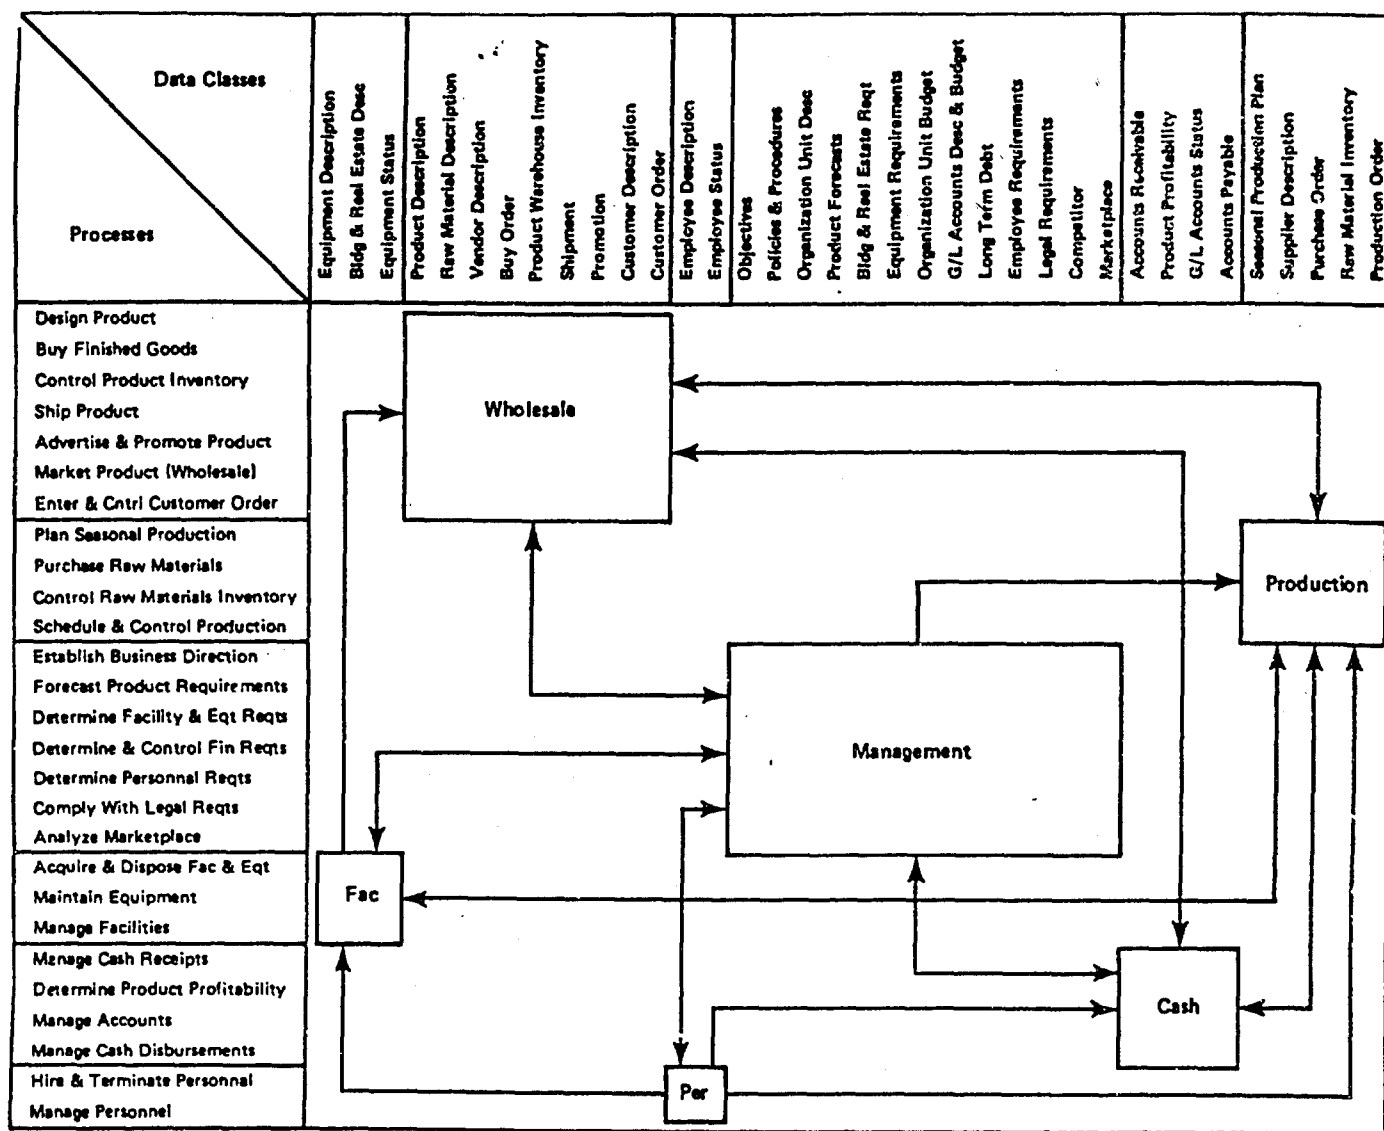 Data Classes
Processes
Equipment Description
Bldg & Real Estate Desc
Equipment Status
Product Description
Raw Material Description
Vendor Description
Buy Order
Product Warehouse Inventory
Shipment
Promotion
Customer Description
Customer Order
Employee Description
Employee Status
Objectives
Policies & Procedures
Organization Unit Desc
Product Forecasts
Bldg & Real Estate Reqt
Equipment Requirements
Organization Unit Budget
G/L Accounts Desc & Budget
Long Term Debt
Employee Requirements
Legal Requirements
Competitor
Marketplace
Accounts Receivable
Product Profitability
G/L Accounts Status
Accounts Payable
Seasonal Production Plan
Supplier Description
Purchase Order
Raw Material Inventory
Production Order
Design Product
Buy Finished Goods
Control Product Inventory
Ship Product
Advertise & Promote Product
Market Product (Wholesale)
Enter & Cntrl Customer Order
Plan Seasonal Production
Purchase Raw Materials
Control Raw Materials Inventory
Schedule & Control Production
Establish Business Direction
Forecast Product Requirements
Determine Facility & Eqt Reqts
Determine & Control Fin Reqts
Determine Personnal Reqts
Comply With Legal Reqts
Analyze Marketplace
Acquire & Dispose Fac & Eqt
Maintain Equipment
Manage Facilities
Manage Cash Receipts
Determine Product Profitability
Manage Accounts
Manage Cash Disbursements
Hire & Terminate Personnal
Manage Personnel
Wholesale
Production
Management
Fac
Cash
Per